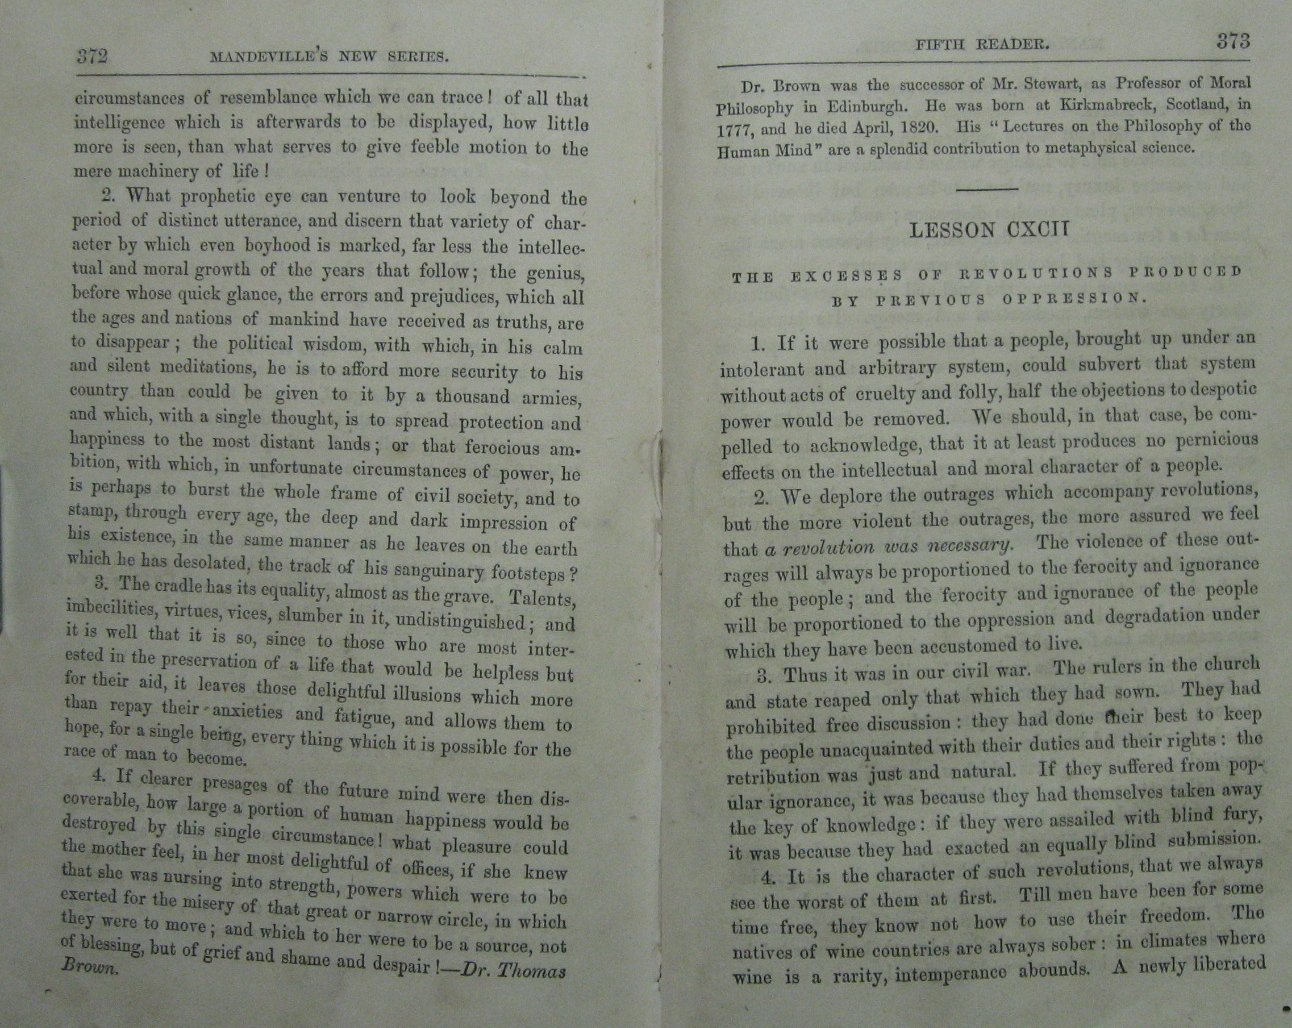 372
MANDEVILLE'S NEW SERIES.
circumstances of resemblance which we can trace! of all that
intelligence which is afterwards to be displayed, how little
more is seen, than what serves to give feeble motion to the
mere machinery of life!
2. What prophetic eye can venture to look beyond the
period of distinct utterance, and discern that variety of char-
acter by which even boyhood is marked, far less the intellec-
tual and moral growth of the years that follow; the genius,
before whose quick glance, the errors and prejudices, which all
the ages and nations of mankind have received as truths, are
to disappear; the political wisdom, with which, in his calm
and silent meditations, he is to afford more security to his
country than could be given to it by a thousand armies,
and which, with a single thought, is to spread protection and
happiness to the most distant lands; or that ferocious am-
bition, with which, in unfortunate circumstances of power, he
is perhaps to burst the whole frame of civil society, and to
stamp, through every age, the deep and dark impression of
his existence, in the same manner as he leaves on the earth
which he has desolated, the track of his sanguinary footsteps?
3. The cradle has its equality, almost as the grave. Talents,
imbecilities, virtues, vices, slumber in it, undistinguished; and
it is well that it is so, since to those who are most inter-
ested in the preservation of a life that would be helpless but
for their aid, it leaves those delightful illusions which more
than repay their anxieties and fatigue, and allows them to
hope, for a single being, every thing which it is possible for the
race of man to become.
4. If clearer presages of the future mind were then dis-
coverable, how large a portion of human happiness would be
destroyed by this single circumstance! what pleasure could
the mother feel, in her most delightful of offices, if she knew
that she was nursing into strength, powers which were to be
exerted for the misery of that great or narrow circle, in which
they were to move; and which to her were to be a source, not
of blessing, but of grief and shame and despair!—Dr. Thomas
Brown.
FIFTH READER.
373
Dr. Brown was the successor of Mr. Stewart, as Professor of Moral
Philosophy in Edinburgh. He was born at Kirkmabreck, Scotland, in
1777, and he died April, 1820. His "Lectures on the Philosophy of the
Human Mind" are a splendid contribution to metaphysical science.
LESSON CXCII
THE EXCESSES OF REVOLUTIONS PRODUCED
BY PREVIOUS OPPRESSION.
1. If it were possible that a people, brought up under an
intolerant and arbitrary system, could subvert that system
without acts of cruelty and folly, half the objections to despotic
power would be removed. We should, in that case, be com-
pelled to acknowledge, that it at least produces no pernicious
effects on the intellectual and moral character of a people.
2. We deplore the outrages which accompany revolutions,
but the more violent the outrages, the more assured we feel
that a revolution was necessary. The violence of these out-
rages will always be proportioned to the ferocity and ignorance
of the people; and the ferocity and ignorance of the people
will be proportioned to the oppression and degradation under
which they have been accustomed to live.
3. Thus it was in our civil war. The rulers in the church
and state reaped only that which they had sown. They had
prohibited free discussion: they had done their best to keep
the people unacquainted with their duties and their rights: the
retribution was just and natural. If they suffered from pop-
ular ignorance, it was because they had themselves taken away
the key of knowledge: if they were assailed with blind fury,
it was because they had exacted an equally blind submission.
4. It is the character of such revolutions, that we always
see the worst of them at first. Till men have been for some
time free, they know not how to use their freedom. The
natives of wine countries are always sober: in climates where
wine is a rarity, intemperance abounds. A newly liberated